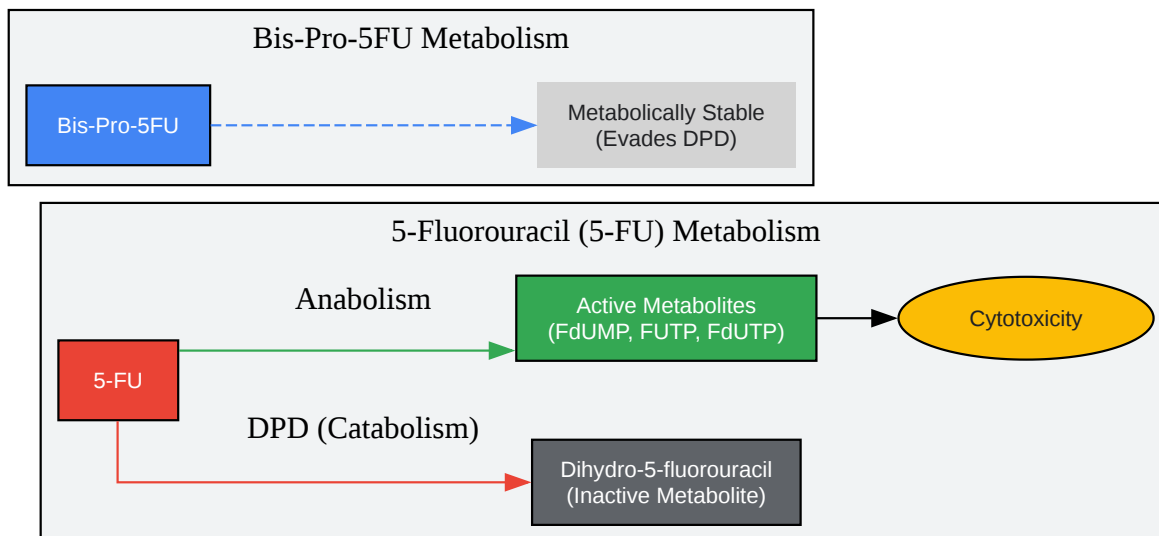 Bis-Pro-5FU Metabolism
Bis-Pro-5FU
Metabolically Stable
(Evades DPD)
5-Fluorouracil (5-FU) Metabolism
Anabolism
Active Metabolites
(FdUMP, FUTP, FdUTP)
Cytotoxicity
5-FU
DPD (Catabolism)
Dihydro-5-fluorouracil
(Inactive Metabolite)